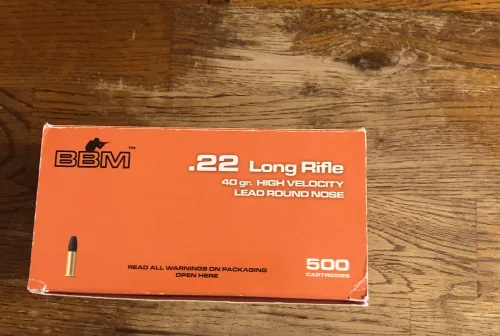 BBM™
.22 Long Rifle
40 gr. HIGH VELOCITY
LEAD ROUND NOSE
READ ALL WARNINGS ON PACKAGING
OPEN HERE
500
CARTRIDGES